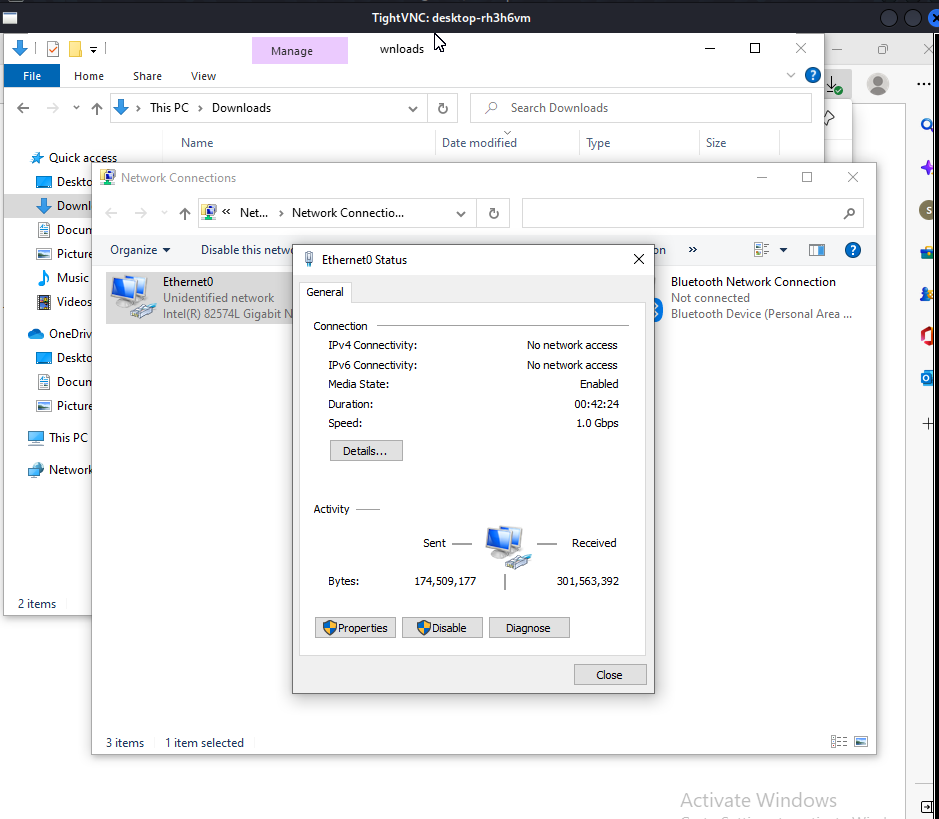 TightVNC: desktop-rh3h6vm
Manage
wnloads
File
Home
Share
View
This PC
Downloads
Search Downloads
Name
Date modified
Type
Size
Quick access
Deskto
Downl
Docum
Picture
Music
Videos
OneDriv
Deskto
Docum
Picture
This PC
Network
2 items
Network Connections
« Net... › Network Connectio...
Organize
Disable this netwo
on
»
Ethernet0
Unidentified network
Intel(R) 82574L Gigabit N
Bluetooth Network Connection
Not connected
Bluetooth Device (Personal Area ...
3 items
1 item selected
Ethernet0 Status
General
Connection
IPv4 Connectivity: No network access
IPv6 Connectivity: No network access
Media State: Enabled
Duration: 00:42:24
Speed: 1.0 Gbps
Details...
Activity
Sent
Received
Bytes: 174,509,177 301,563,392
Properties
Disable
Diagnose
Close
S
Activate Windows